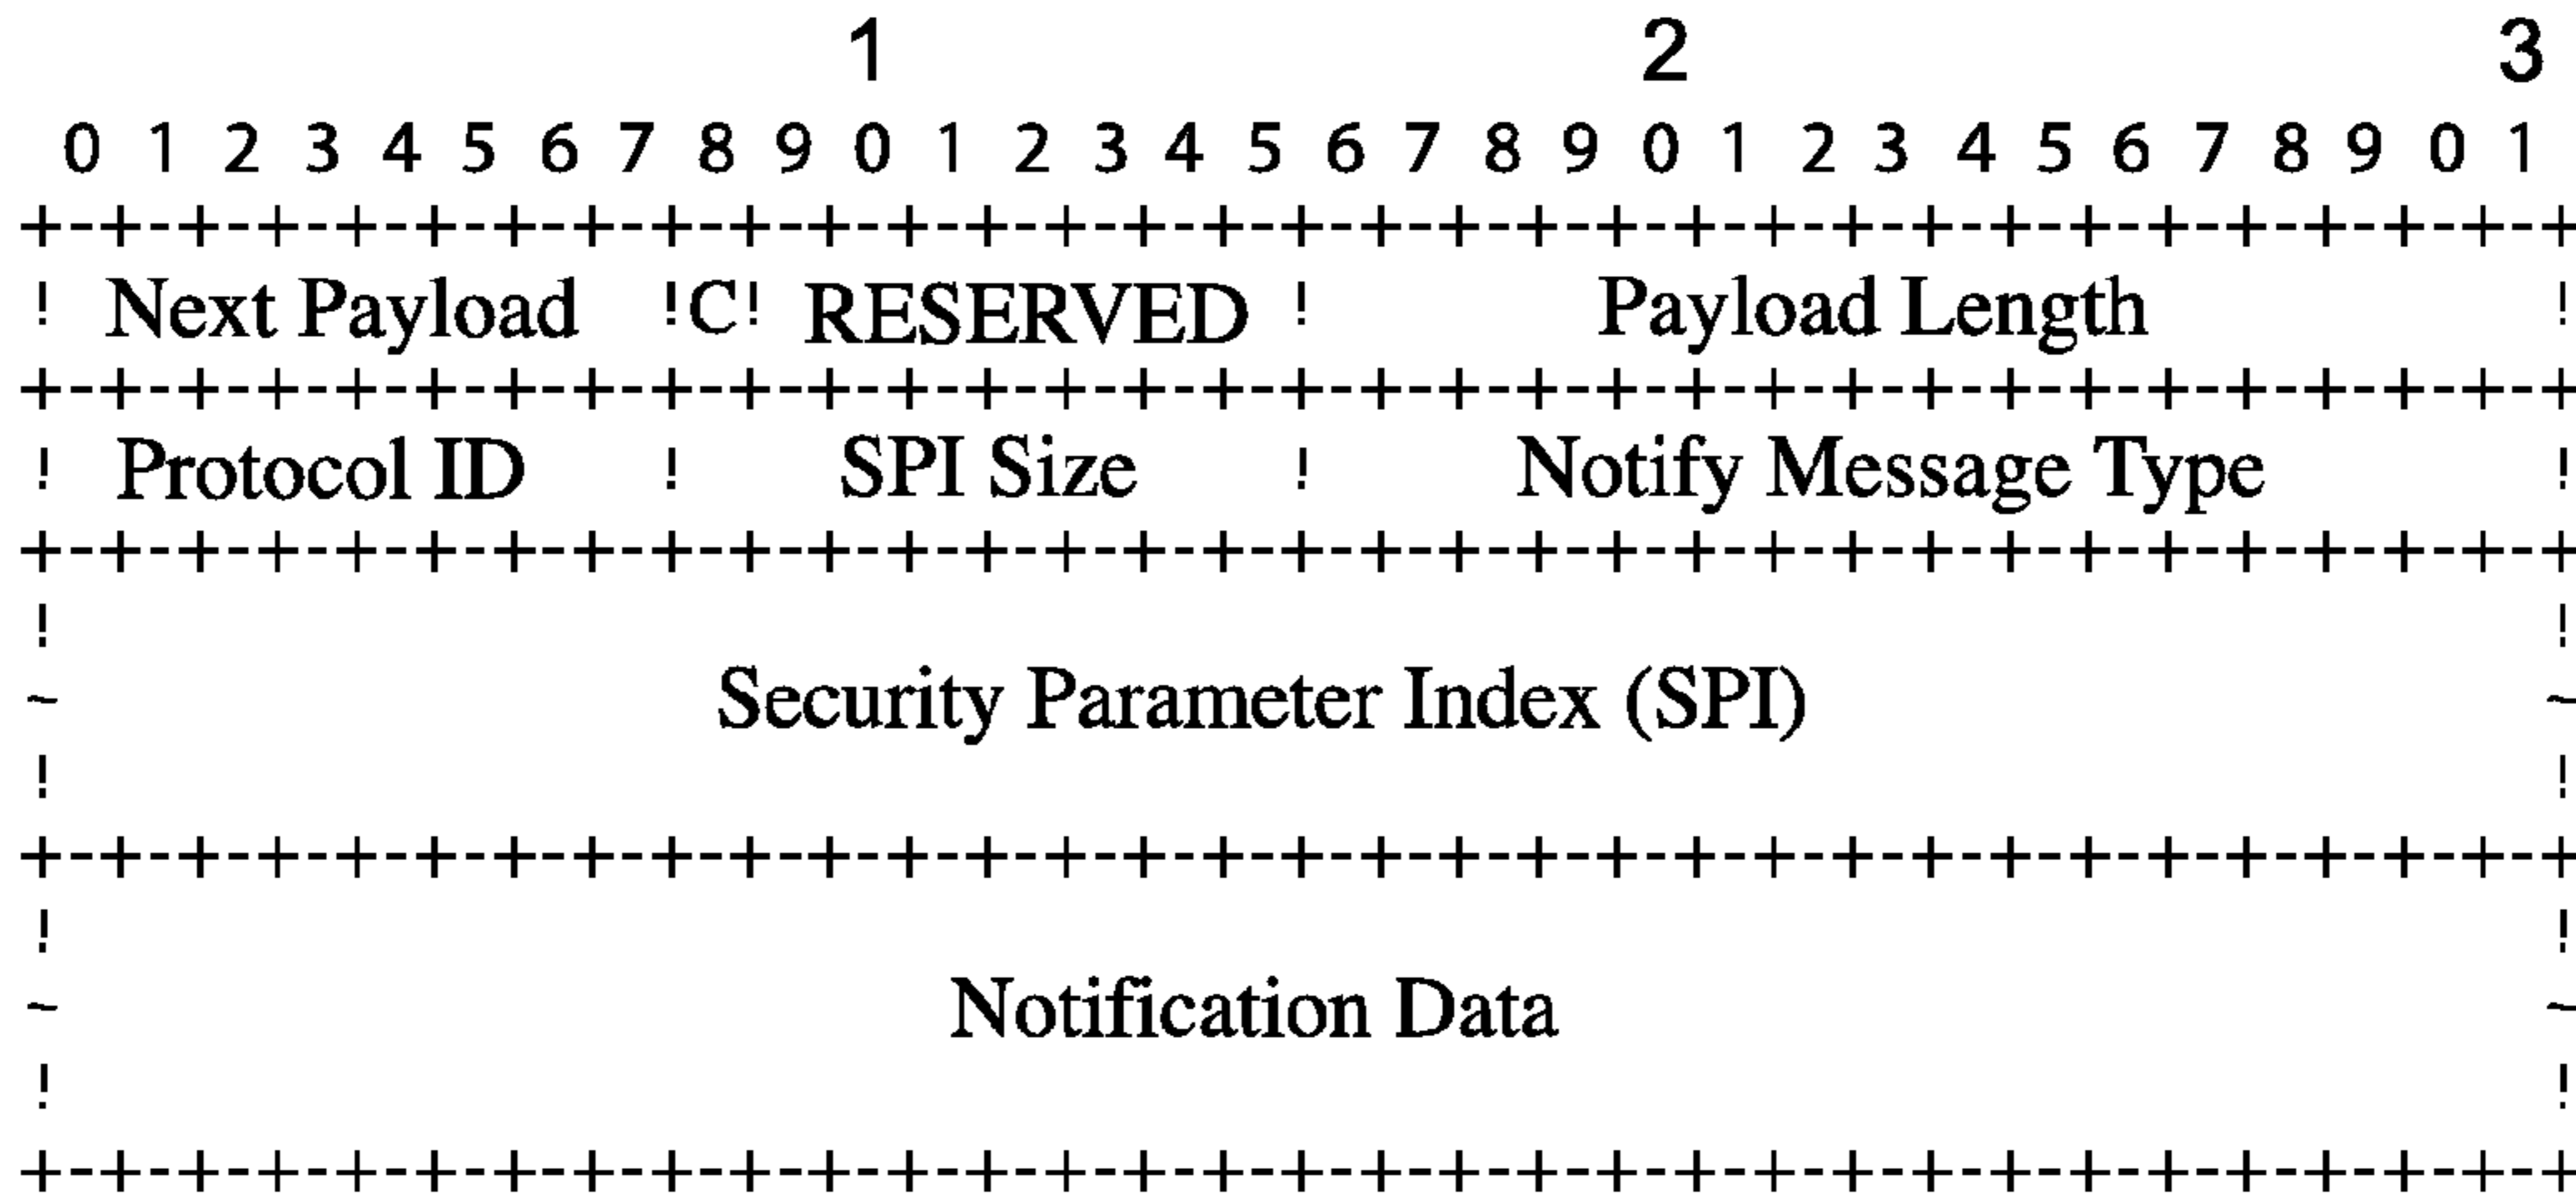 1 2 3
0 1 2 3 4 5 6 7 8 9 0 1 2 3 4 5 6 7 8 9 0 1 2 3 4 5 6 7 8 9 0 1
+-+-+-+-+-+-+-+-+-+-+-+-+-+-+-+-+-+-+-+-+-+-+-+-+-+-+-+-+-+-+-+-+
! Next Payload !C! RESERVED ! Payload Length !
+-+-+-+-+-+-+-+-+-+-+-+-+-+-+-+-+-+-+-+-+-+-+-+-+-+-+-+-+-+-+-+-+
! Protocol ID ! SPI Size ! Notify Message Type !
+-+-+-+-+-+-+-+-+-+-+-+-+-+-+-+-+-+-+-+-+-+-+-+-+-+-+-+-+-+-+-+-+
! !
~ Security Parameter Index (SPI) ~
! !
+-+-+-+-+-+-+-+-+-+-+-+-+-+-+-+-+-+-+-+-+-+-+-+-+-+-+-+-+-+-+-+-+
! !
~ Notification Data ~
! !
+-+-+-+-+-+-+-+-+-+-+-+-+-+-+-+-+-+-+-+-+-+-+-+-+-+-+-+-+-+-+-+-+